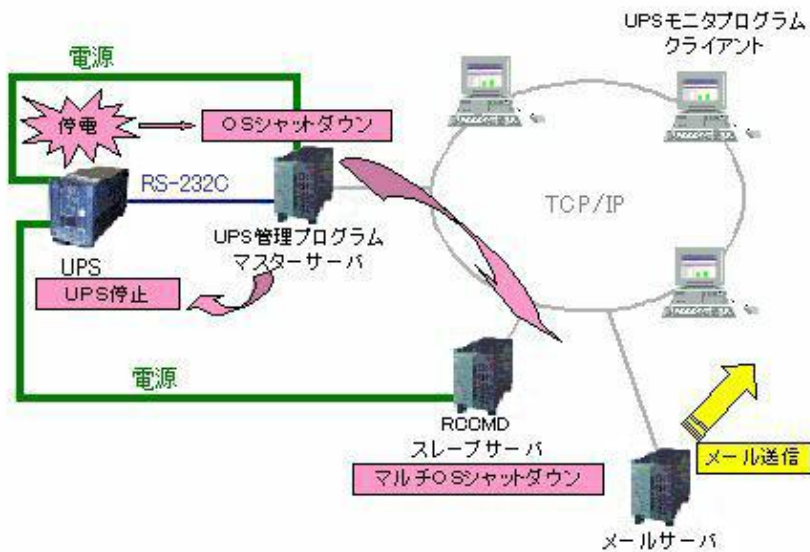 電源
UPSモニタプログラム
クライアント
停電
OSシャットダウン
RS-232C
TCP/IP
UPS管理プログラム
マスターサーバ
UPS
UPS停止
電源
RCCMD
スレーブサーバ
マルチOSシャットダウン
メール送信
メールサーバ